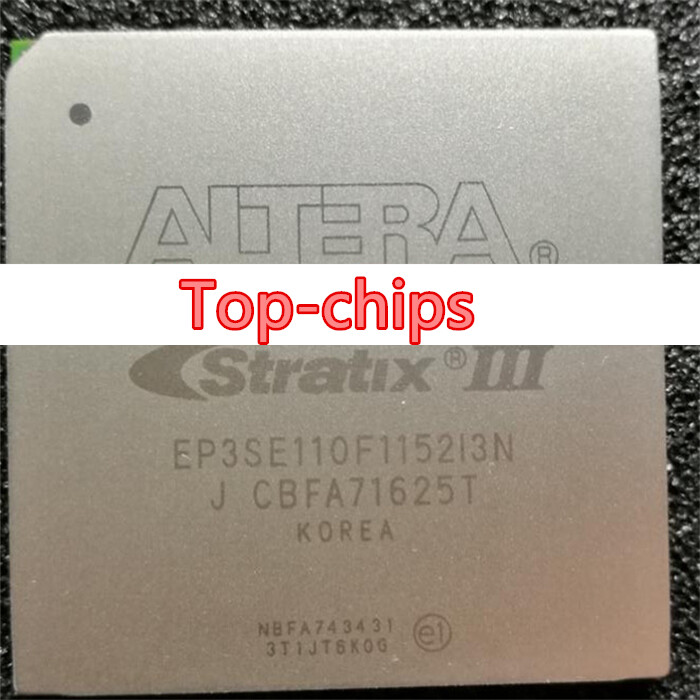 ALTERA®
Top-chips
Stratix® III
EP3SE110F1152I3N
J CBFA71625T
KOREA
NBFA743431
3T1JT6K0G
e1